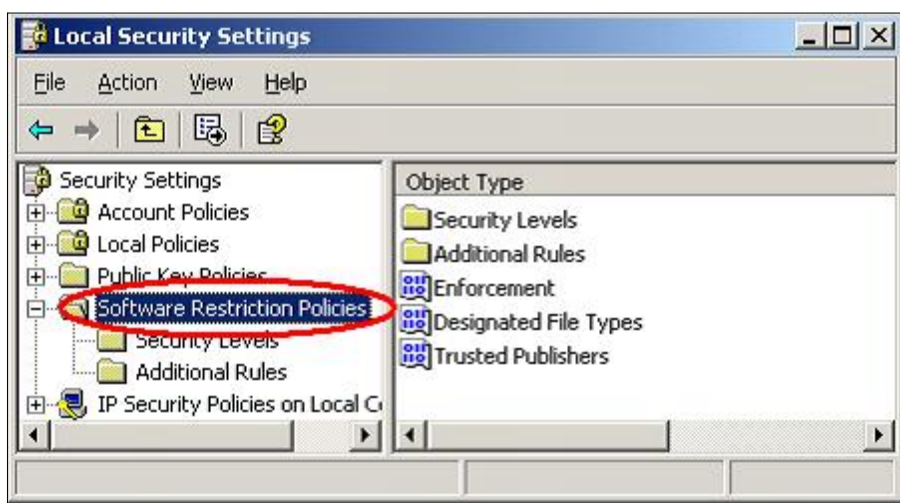 Local Security Settings
File Action View Help
Security Settings
Account Policies
Local Policies
Public Key Policies
Software Restriction Policies
Security Levels
Additional Rules
IP Security Policies on Local C
Object Type
Security Levels
Additional Rules
Enforcement
Designated File Types
Trusted Publishers